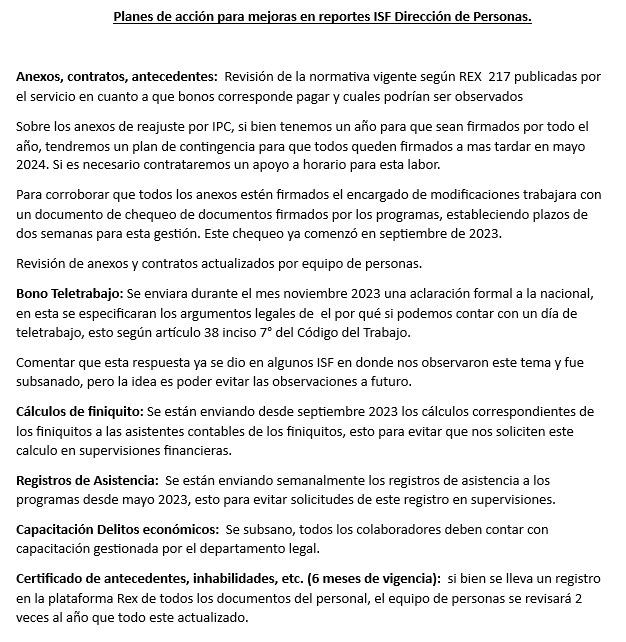 Planes de acción para mejoras en reportes ISF Dirección de Personas.
Anexos, contratos, antecedentes: Revisión de la normativa vigente según REX 217 publicadas por
el servicio en cuanto a que bonos corresponde pagar y cuales podrían ser observados
Sobre los anexos de reajuste por IPC, si bien tenemos un año para que sean firmados por todo el
año, tendremos un plan de contingencia para que todos queden firmados a mas tardar en mayo
2024. Si es necesario contrataremos un apoyo a horario para esta labor.
Para corroborar que todos los anexos estén firmados el encargado de modificaciones trabajara con
un documento de chequeo de documentos firmados por los programas, estableciendo plazos de
dos semanas para esta gestión. Este chequeo ya comenzó en septiembre de 2023.
Revisión de anexos y contratos actualizados por equipo de personas.
Bono Teletrabajo: Se enviara durante el mes noviembre 2023 una aclaración formal a la nacional,
en esta se especificaran los argumentos legales de el por qué si podemos contar con un día de
teletrabajo, esto según artículo 38 inciso 7° del Código del Trabajo.
Comentar que esta respuesta ya se dio en algunos ISF en donde nos observaron este tema y fue
subsanado, pero la idea es poder evitar las observaciones a futuro.
Cálculos de finiquito: Se están enviando desde septiembre 2023 los cálculos correspondientes de
los finiquitos a las asistentes contables de los finiquitos, esto para evitar que nos soliciten este
calculo en supervisiones financieras.
Registros de Asistencia: Se están enviando semanalmente los registros de asistencia a los
programas desde mayo 2023, esto para evitar solicitudes de este registro en supervisiones.
Capacitación Delitos económicos: Se subsano, todos los colaboradores deben contar con
capacitación gestionada por el departamento legal.
Certificado de antecedentes, inhabilidades, etc. (6 meses de vigencia): si bien se lleva un registro
en la plataforma Rex de todos los documentos del personal, el equipo de personas se revisará 2
veces al año que todo este actualizado.